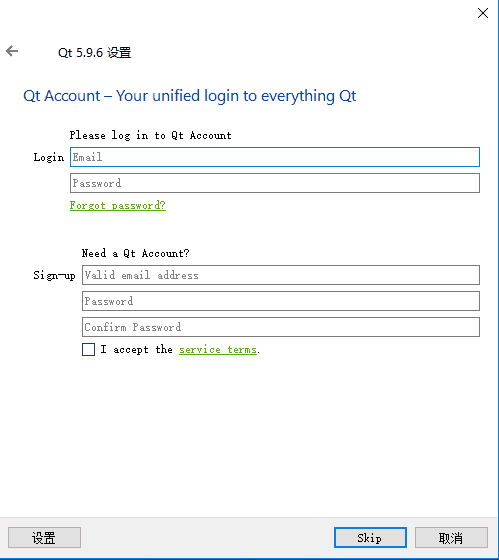 Qt 5.9.6 设置
Qt Account – Your unified login to everything Qt
Please log in to Qt Account
Login Email
Password
Forgot password?
Need a Qt Account?
Sign-up Valid email address
Password
Confirm Password
I accept the service terms.
设置 Skip 取消